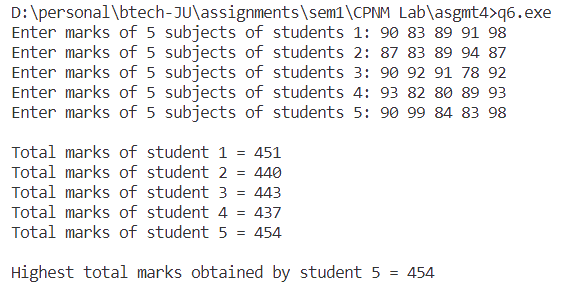 D:\personal\btech-JU\assignments\sem1\CPNM Lab\asgmt4>q6.exe
Enter marks of 5 subjects of students 1: 90 83 89 91 98
Enter marks of 5 subjects of students 2: 87 83 89 94 87
Enter marks of 5 subjects of students 3: 90 92 91 78 92
Enter marks of 5 subjects of students 4: 93 82 80 89 93
Enter marks of 5 subjects of students 5: 90 99 84 83 98
Total marks of student 1 = 451
Total marks of student 2 = 440
Total marks of student 3 = 443
Total marks of student 4 = 437
Total marks of student 5 = 454
Highest total marks obtained by student 5 = 454